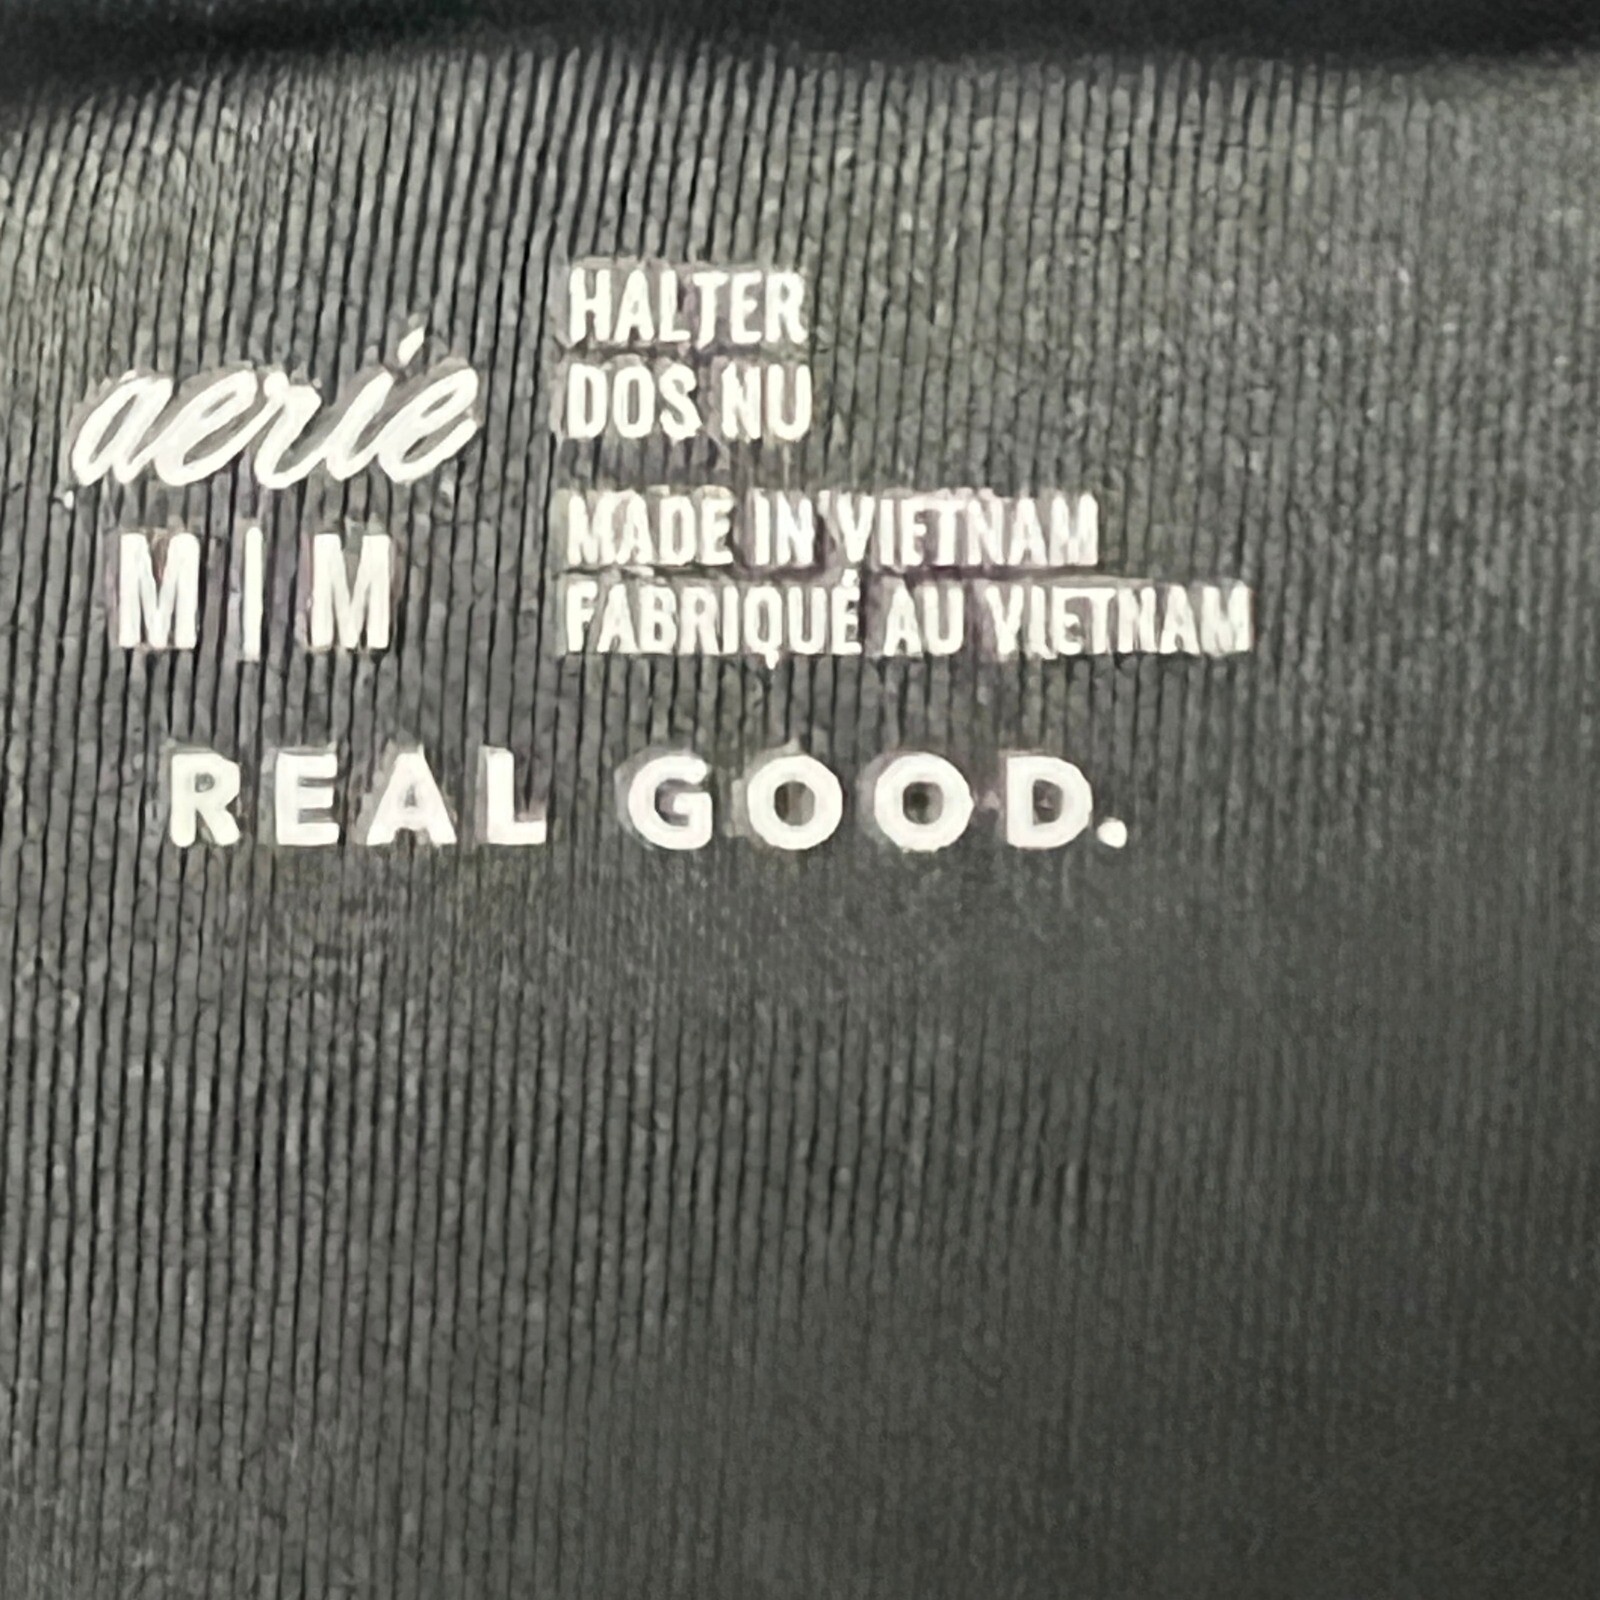 aerie
M | M
HALTER
DOS NU
MADE IN VIETNAM
FABRIQUÉ AU VIETNAM
REAL GOOD.